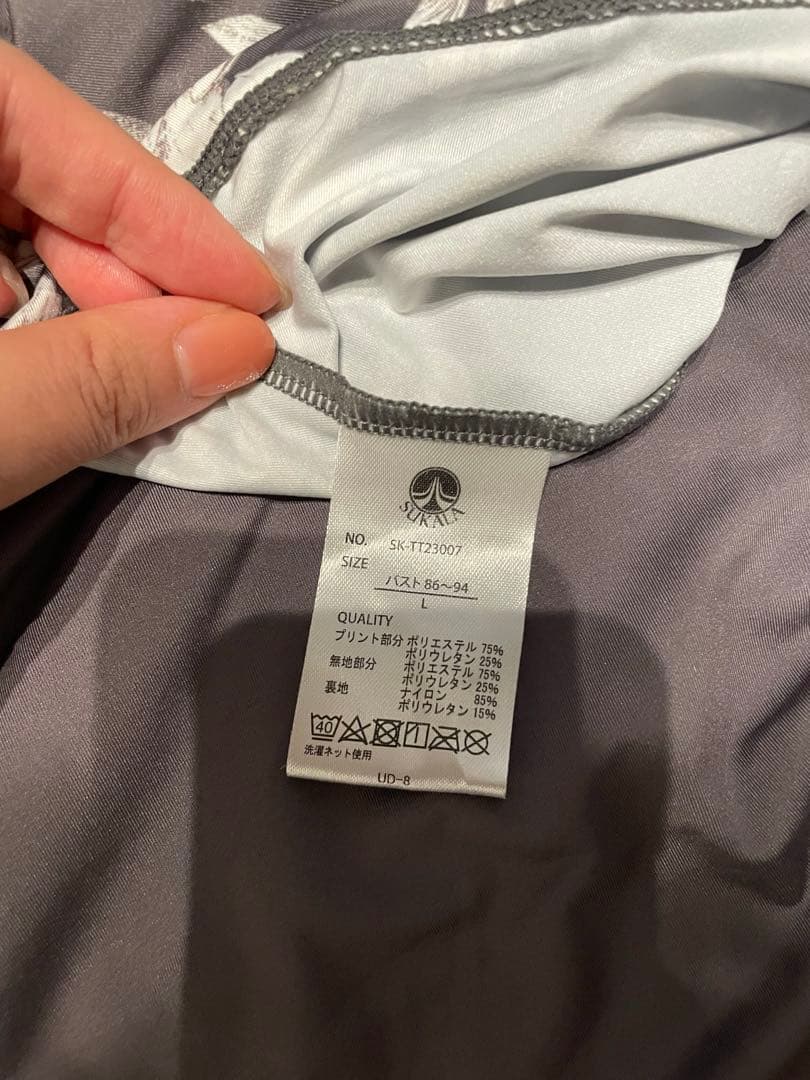 SUKALA
NO. SK-TT23007
SIZE
バスト 86～94
L
QUALITY
プリント部分 ポリエステル 75%
ポリウレタン 25%
無地部分 ポリエステル 75%
ポリウレタン 25%
裏地 ナイロン 85%
ポリウレタン 15%
40
洗濯ネット使用
UD-8